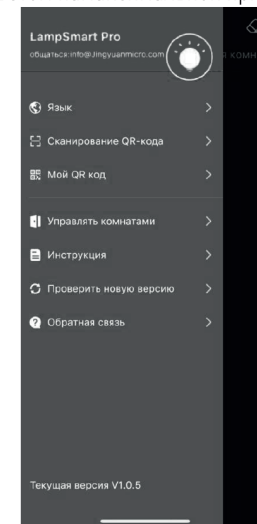 LampSmart Pro
общаться:info@Jingyuanmicro.com
Язык
Сканирование QR-кода
Мой QR код
Управлять комнатами
Инструкция
Проверить новую версию
Обратная связь
Текущая версия V1.0.5